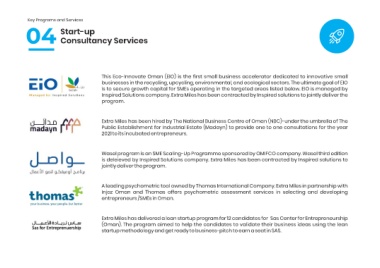 Key Programs and Services
04 Start-up
Consultancy Services
EiO
Managed by: Inspired Solutions
This Eco-innovate Oman (EIO) is the first small business accelerator dedicated to innovative small
businesses in the recycling, upcycling, environmental, and ecological sectors. The ultimate goal of EIO
is to secure growth capital for SMEs operating in the targeted areas listed below. EIO is managed by
Inspired Solutions company. Extra Miles has been contracted by Inspired solutions to jointly deliver the
program.
مدائن
madayn
Extra Miles has been hired by The National Business Centre of Oman (NBC)-under the umbrella of The
Public Establishment for Industrial Estate (Madayn) to provide one to one consultations for the year
2021 to its incubated entrepreneurs.
تواصل
Wasal program is an SME Scaling-Up Programme sponsored by OMIFCO company. Wasal third edition
is deleivered by Inspired Solutions company. Extra Miles has been contracted by Inspired solutions to
jointly deliver the program.
thomas
A leading psychometric tool owned by Thomas International Company. Extra Miles in partnership with
Injaz Oman and Thomas offers psychometric assessment services in selecting and developing
entrepreneurs /SMEs in Oman.
ساس لريادة الأعمال
Sas for Entrepreneurship
Extra Miles has delivered a lean startup program for 12 candidates for Sas Center for Entrepreneurship
(Oman). The program aimed to help the candidates to validate their business ideas using the lean
startup methodology and get ready to business-pitch to earn a seat in SAS.